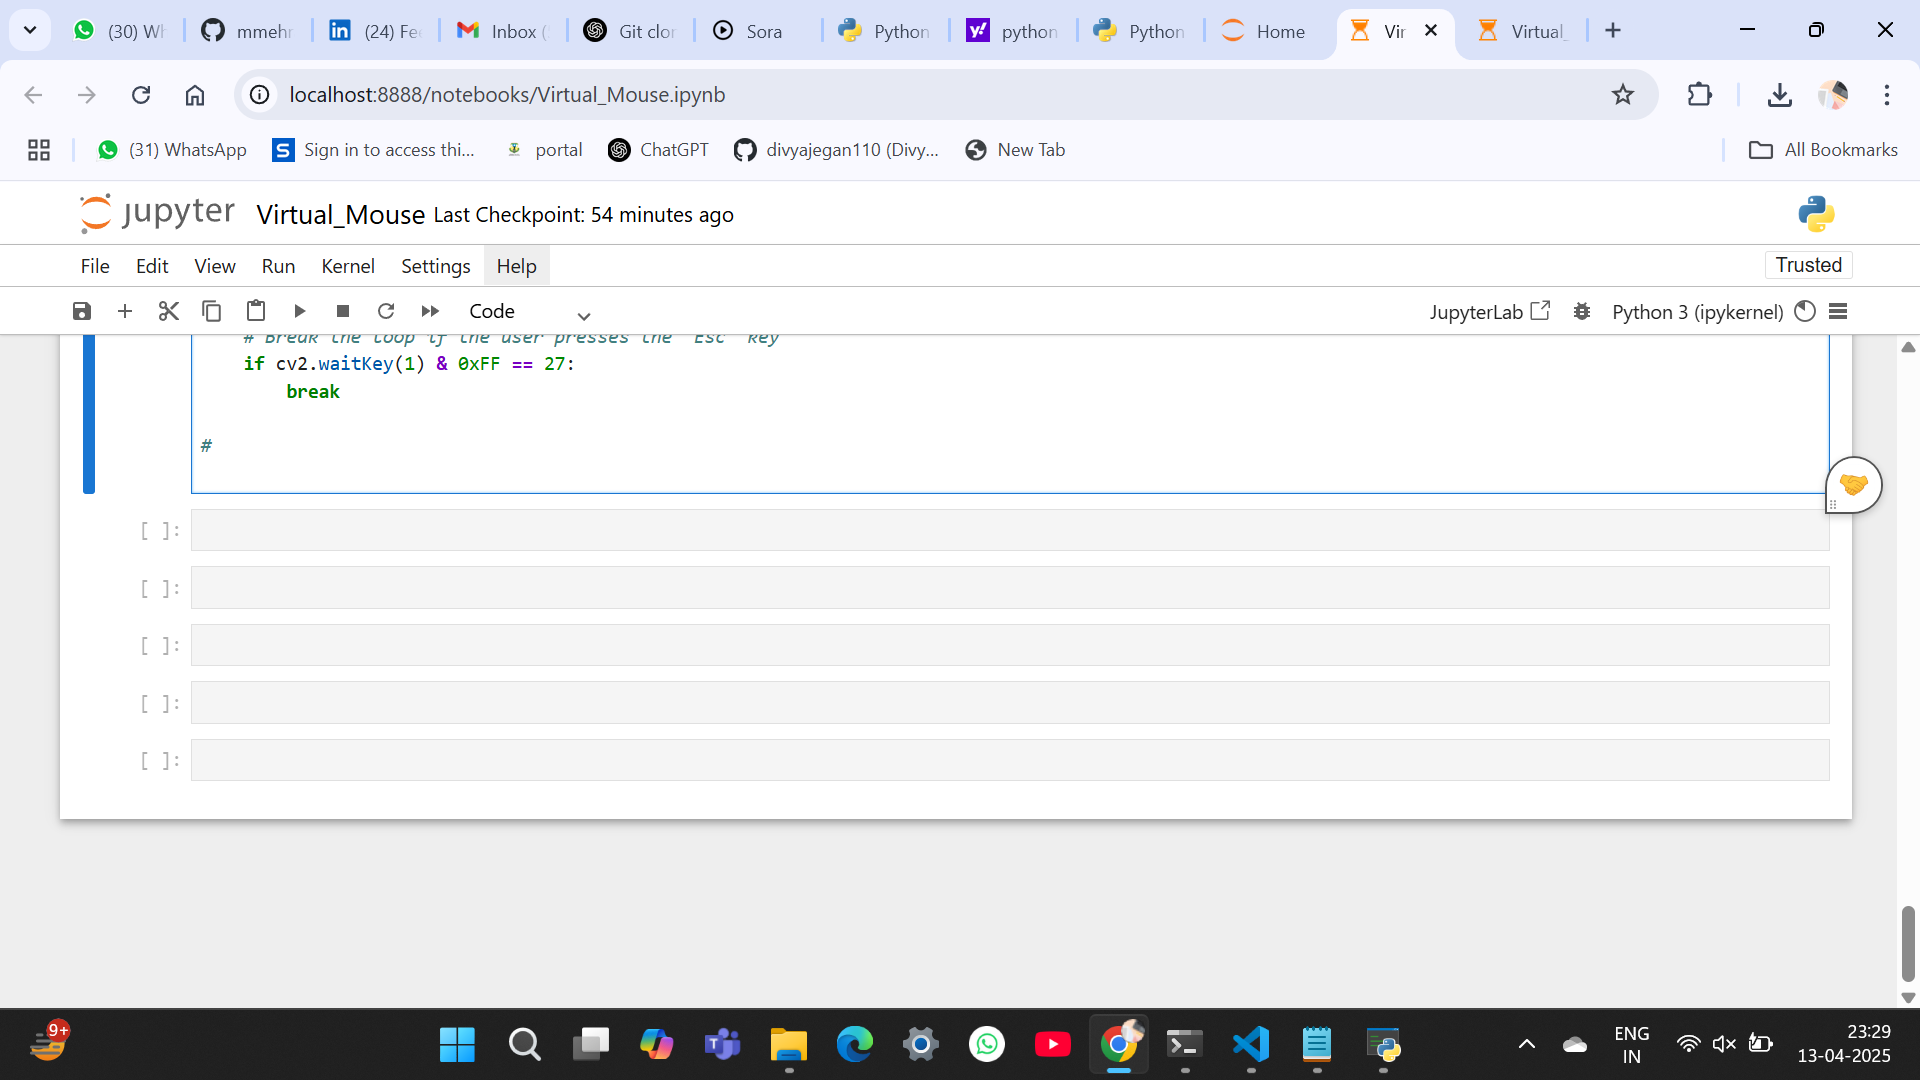 (30) Wh
mmehr
(24) Fee
Inbox (
Git clor
Sora
Python
python
Python
Home
Vir
Virtual_
localhost:8888/notebooks/Virtual_Mouse.ipynb
(31) WhatsApp
Sign in to access thi...
portal
ChatGPT
divyajegan110 (Divy...
New Tab
All Bookmarks
jupyter Virtual_Mouse Last Checkpoint: 54 minutes ago
File Edit View Run Kernel Settings Help
Trusted
Code
JupyterLab
Python 3 (ipykernel)
# Break the loop if the user presses the 'Esc' key
if cv2.waitKey(1) & 0xFF == 27:
break
#
[ ]:
[ ]:
[ ]:
[ ]:
[ ]:
9+
ENG
IN
23:29
13-04-2025